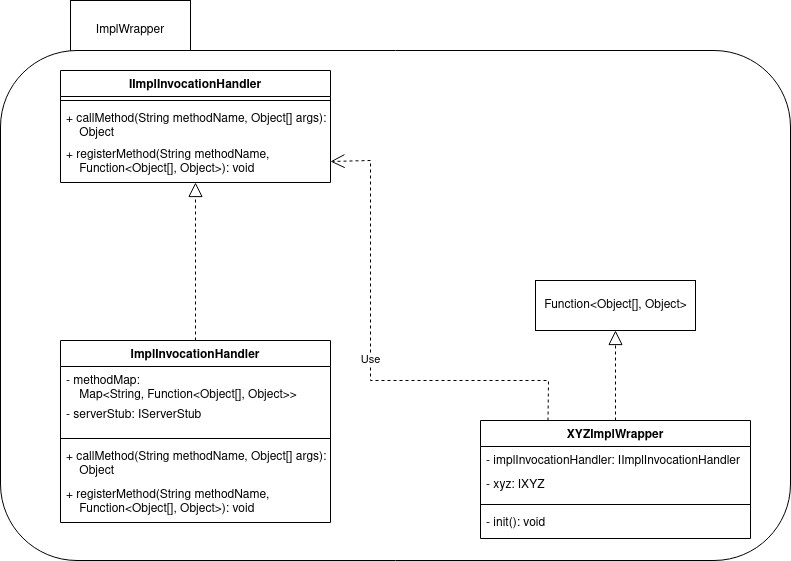 ImplWrapper
IImplInvocationHandler
+ callMethod(String methodName, Object[] args):
Object
+ registerMethod(String methodName,
Function<Object[], Object>): void
Function<Object[], Object>
Use
ImplInvocationHandler
- methodMap:
Map<String, Function<Object[], Object>>
- serverStub: IServerStub
+ callMethod(String methodName, Object[] args):
Object
+ registerMethod(String methodName,
Function<Object[], Object>): void
XYZImplWrapper
- implInvocationHandler: IImplInvocationHandler
- xyz: IXYZ
- init(): void